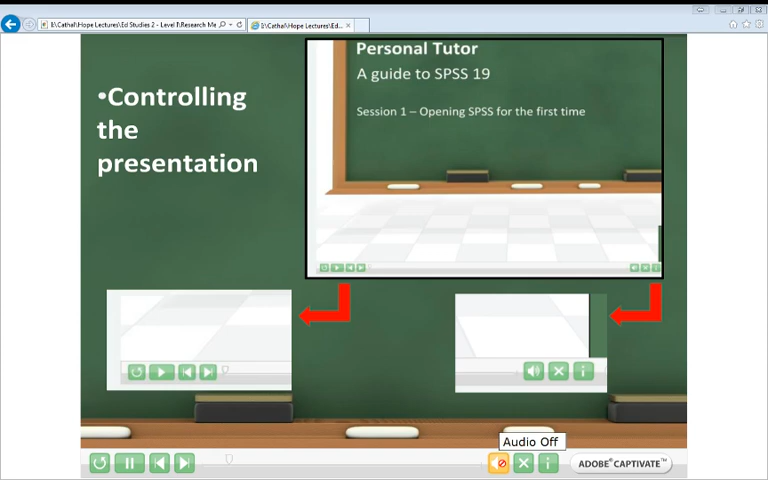 E:\Cathal\Hope Lectures\Ed Studies 2 - Level I\Research Me
E:\Cathal\Hope Lectures\Ed...
Personal Tutor
A guide to SPSS 19
Session 1 – Opening SPSS for the first time
•Controlling
the
presentation
Audio Off
ADOBE® CAPTIVATE™